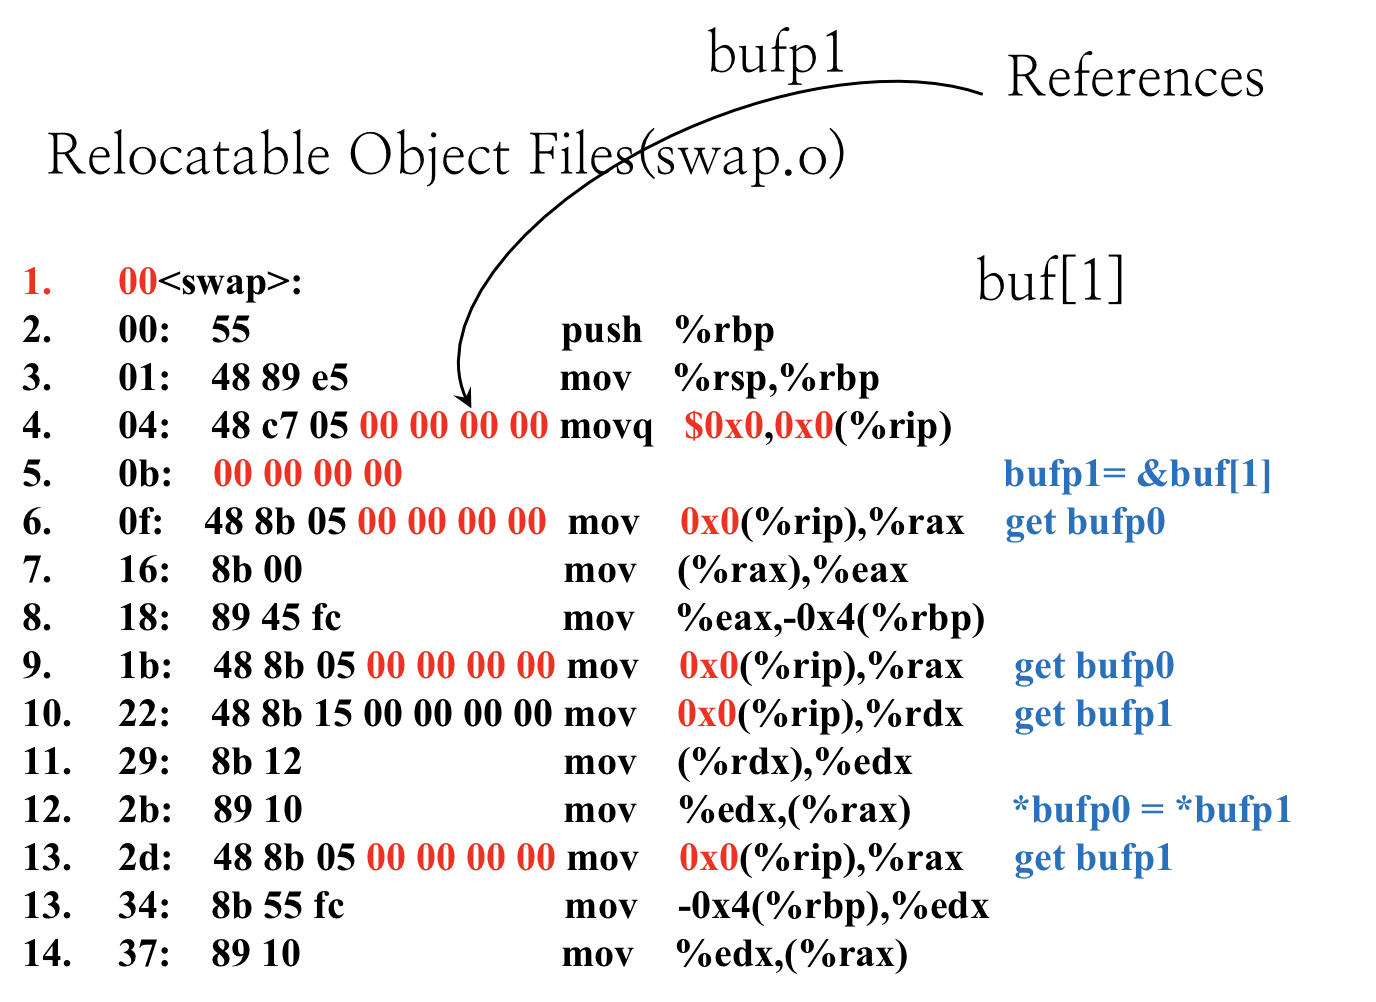 bufp1
References
Relocatable Object Files(swap.o)
buf[1]
1. 00<swap>:
2. 00: 55 push %rbp
3. 01: 48 89 e5 mov %rsp,%rbp
4. 04: 48 c7 05 00 00 00 00 movq $0x0,0x0(%rip)
5. 0b: 00 00 00 00 bufp1= &buf[1]
6. 0f: 48 8b 05 00 00 00 00 mov 0x0(%rip),%rax get bufp0
7. 16: 8b 00 mov (%rax),%eax
8. 18: 89 45 fc mov %eax,-0x4(%rbp)
9. 1b: 48 8b 05 00 00 00 00 mov 0x0(%rip),%rax get bufp0
10. 22: 48 8b 15 00 00 00 00 mov 0x0(%rip),%rdx get bufp1
11. 29: 8b 12 mov (%rdx),%edx
12. 2b: 89 10 mov %edx,(%rax) *bufp0 = *bufp1
13. 2d: 48 8b 05 00 00 00 00 mov 0x0(%rip),%rax get bufp1
13. 34: 8b 55 fc mov -0x4(%rbp),%edx
14. 37: 89 10 mov %edx,(%rax)